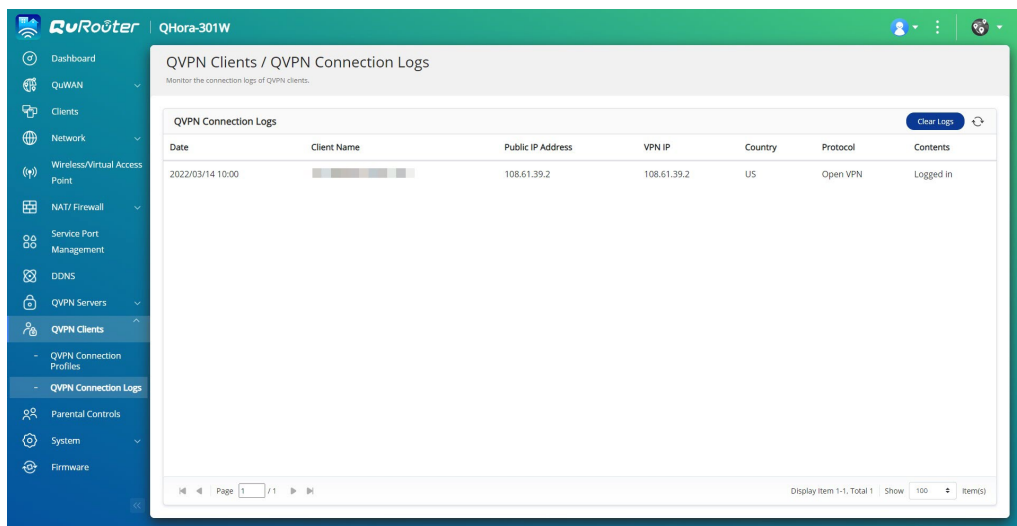 QuRouter | QHora-301W
Dashboard
QuWAN
Clients
Network
Wireless/Virtual Access
Point
NAT/ Firewall
Service Port
Management
DDNS
QVPN Servers
QVPN Clients
- QVPN Connection
Profiles
- QVPN Connection Logs
Parental Controls
System
Firmware
QVPN Clients / QVPN Connection Logs
Monitor the connection logs of QVPN clients.
QVPN Connection Logs Clear Logs
Date Client Name Public IP Address VPN IP Country Protocol Contents
2022/03/14 10:00 108.61.39.2 108.61.39.2 US Open VPN Logged in
Page 1 / 1 Display item 1-1, Total 1 Show 100 Item(s)